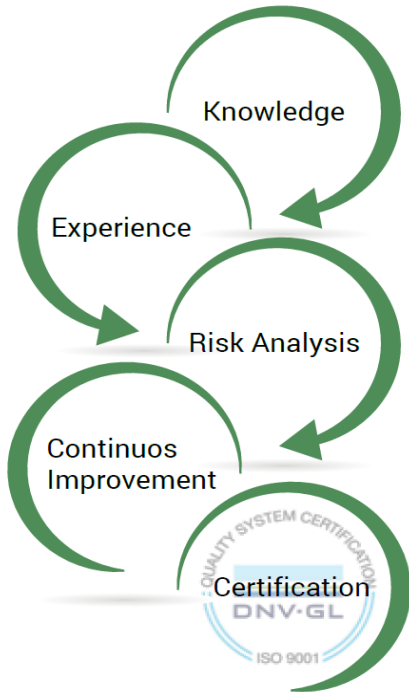 Knowledge
Experience
Risk Analysis
Continuos
Improvement
QUALITY SYSTEM CERTIFICATION
Certification
DNV·GL
ISO 9001